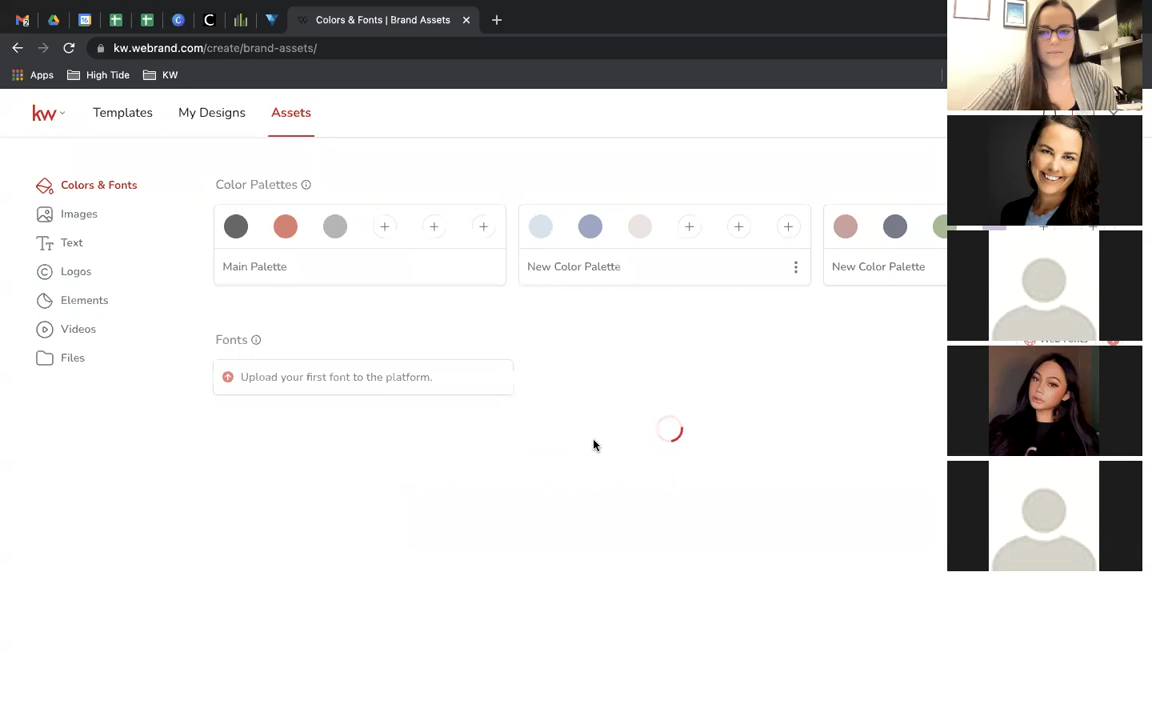 Colors & Fonts | Brand Assets
kw.webrand.com/create/brand-assets/
Apps
High Tide
KW
kw
Templates
My Designs
Assets
Colors & Fonts
Images
Text
Logos
Elements
Videos
Files
Color Palettes
Main Palette
New Color Palette
New Color Palette
Fonts
Web Fonts
Upload your first font to the platform.